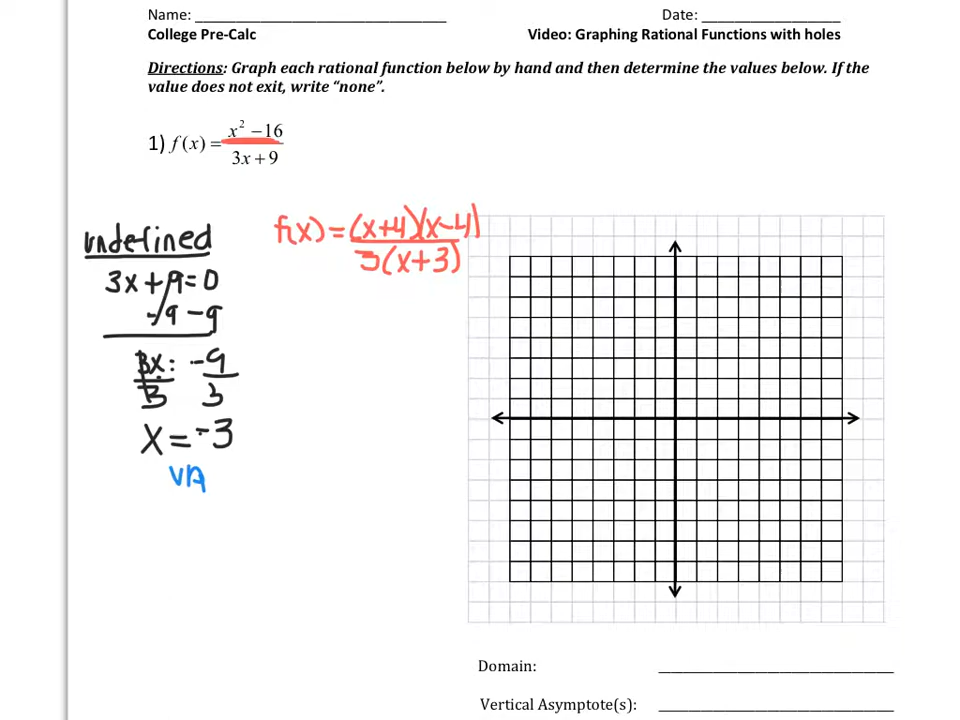 Name: ________________________________ Date: __________________
College Pre-Calc Video: Graphing Rational Functions with holes
Directions: Graph each rational function below by hand and then determine the values below. If the
value does not exit, write “none”.
1) f(x) = (x² − 16)/(3x + 9)
undefined
3x + 9 = 0
-9 -9
3x = -9
3 3
x = -3
VA
f(x) = (x+4)(x-4)
3(x+3)
Domain: ______________________________
Vertical Asymptote(s): ______________________________